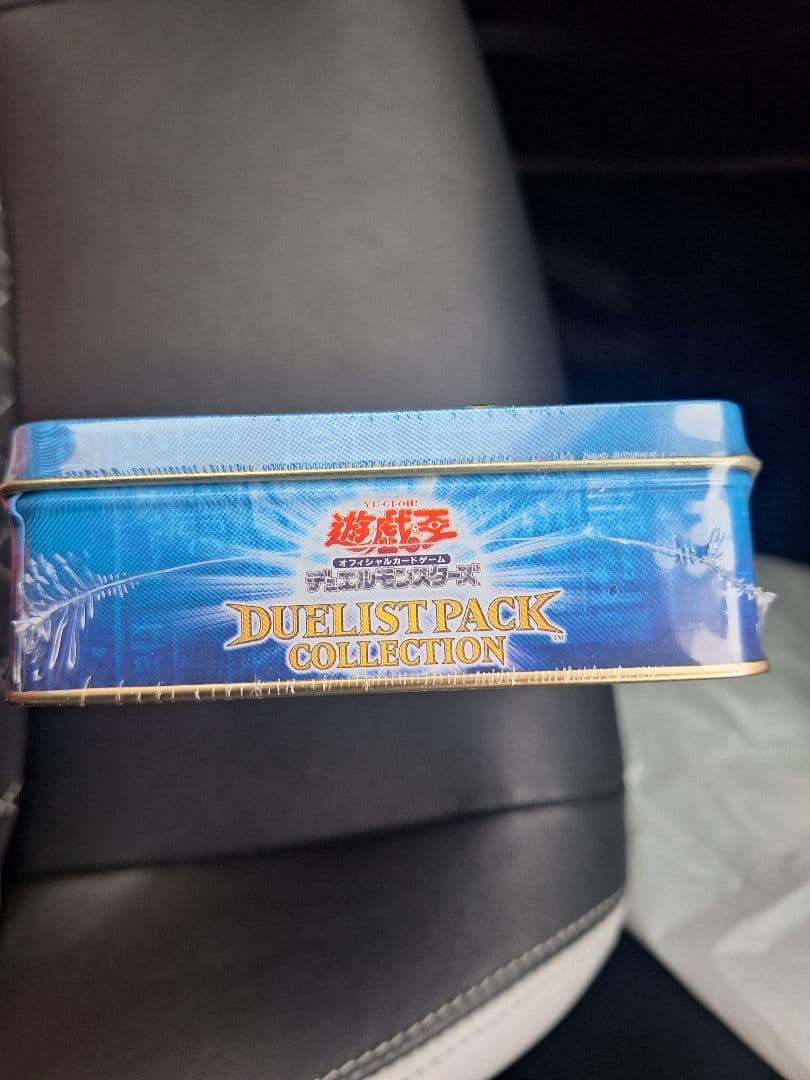 YU-GI-OH!
遊戯王
オフィシャルカードゲーム
デュエルモンスターズ
DUELIST PACK
COLLECTION
TM